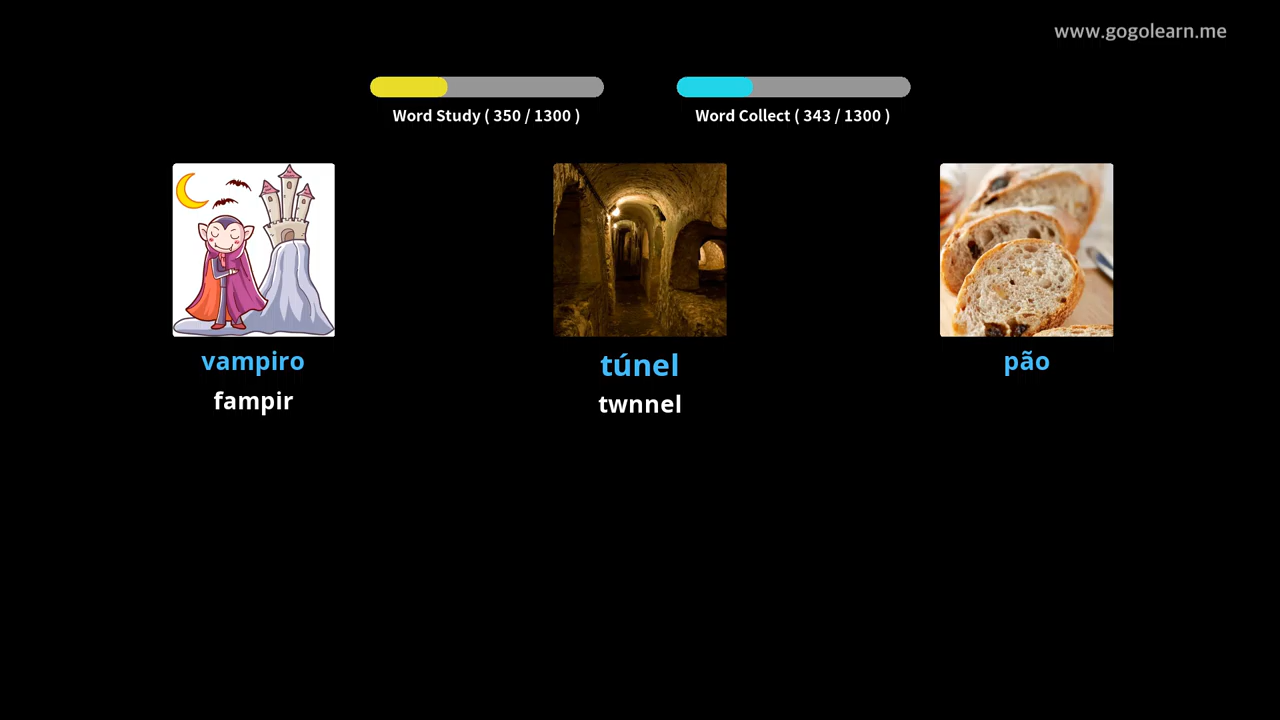 www.gogolearn.me
Word Study ( 350 / 1300 )
Word Collect ( 343 / 1300 )
vampiro
fampir
túnel
twnnel
pão